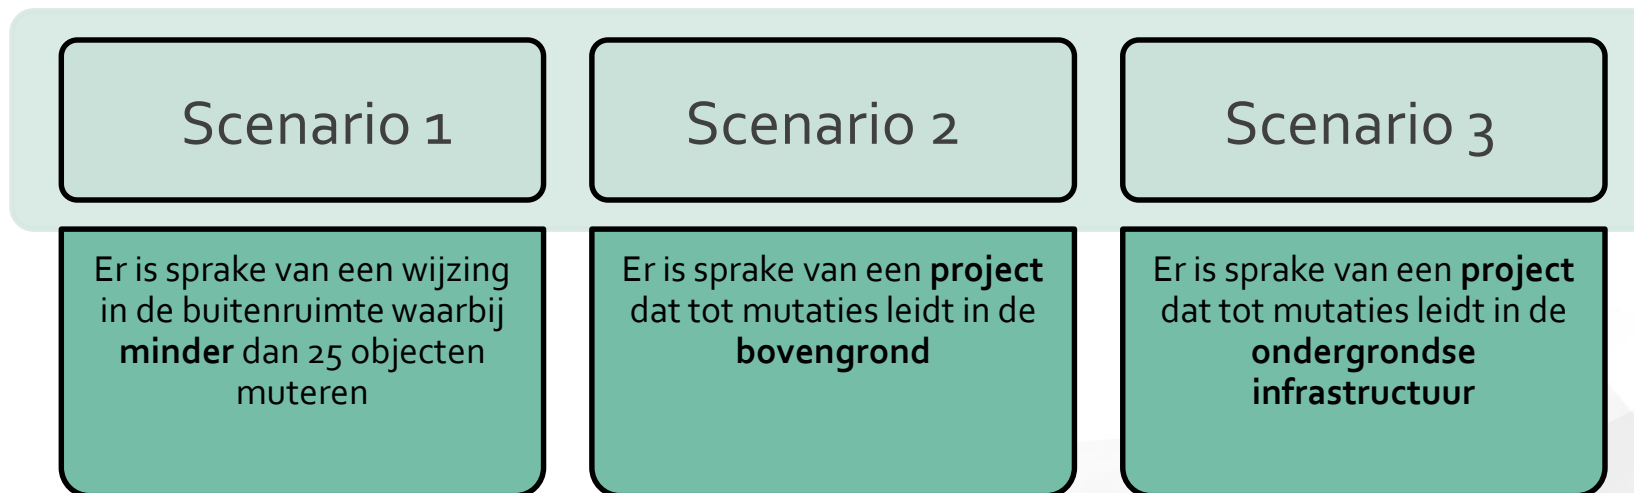 Scenario 1
Scenario 2
Scenario 3
Er is sprake van een wijzing
in de buitenruimte waarbij
minder dan 25 objecten
muteren
Er is sprake van een project
dat tot mutaties leidt in de
bovengrond
Er is sprake van een project
dat tot mutaties leidt in de
ondergrondse
infrastructuur